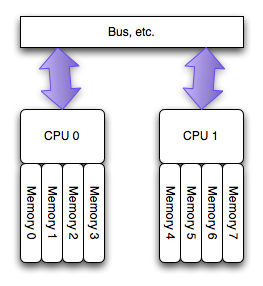 Bus, etc.
CPU 0
CPU 1
Memory 0
Memory 1
Memory 2
Memory 3
Memory 4
Memory 5
Memory 6
Memory 7